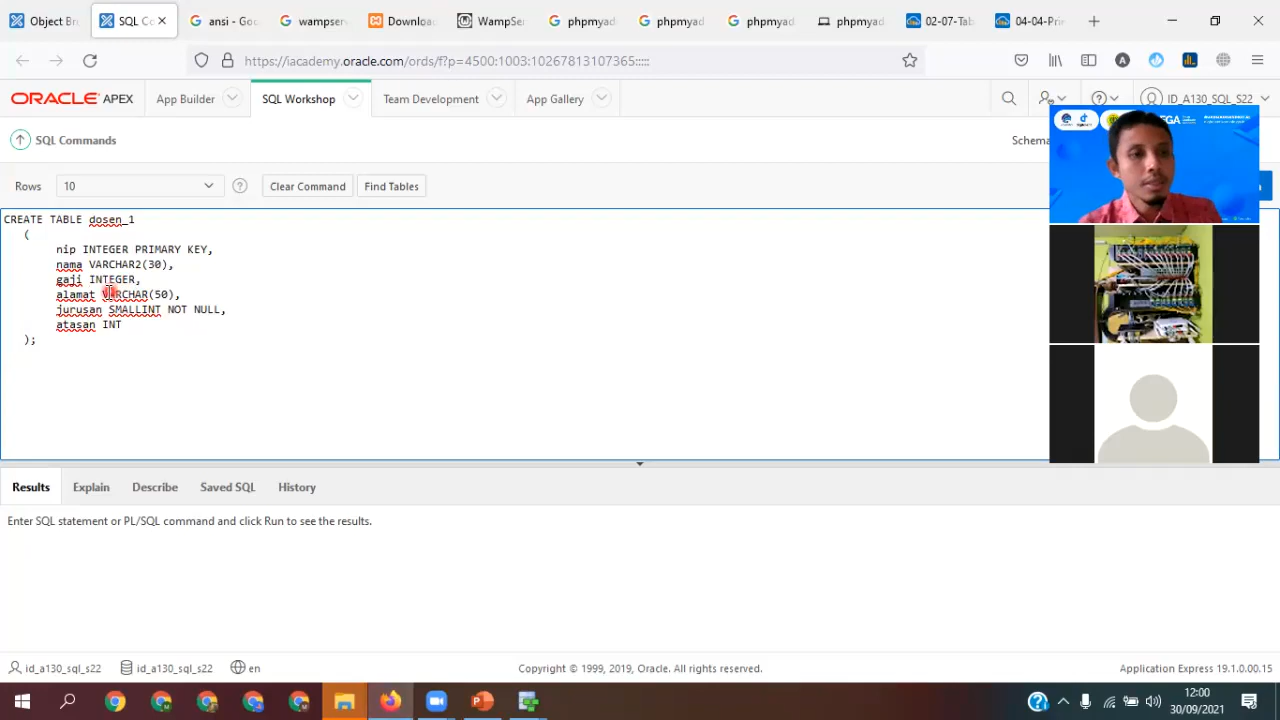 Object Br
SQL Co
ansi - Goo
wampserv
Download
WampSer
phpmyad
phpmyad
phpmyad
phpmyad
02-07-Tab
04-04-Pri
https://iacademy.oracle.com/ords/f?p=4500:1003:10267813107365:::::
ORACLE APEX
App Builder
SQL Workshop
Team Development
App Gallery
ID_A130_SQL_S22
SQL Commands
Schema
Rows
10
Clear Command
Find Tables
CREATE TABLE dosen_1
(
nip INTEGER PRIMARY KEY,
nama VARCHAR2(30),
gaji INTEGER,
alamat VARCHAR(50),
jurusan SMALLINT NOT NULL,
atasan INT
);
Results
Explain
Describe
Saved SQL
History
Enter SQL statement or PL/SQL command and click Run to see the results.
id_a130_sql_s22
id_a130_sql_s22
en
Copyright © 1999, 2019, Oracle. All rights reserved.
Application Express 19.1.0.00.15
12:00
30/09/2021